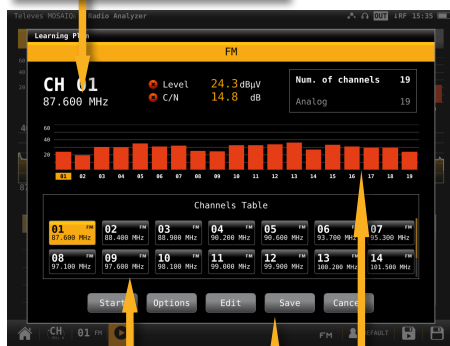 Televes MOSAIQ Radio Analyzer OUT RF 15:35
Learning
FM
CH 01
87.600 MHz
Level 24.3 dBµV
C/N 14.8 dB
Num. of channels 19
Analog 19
60
40
20
01 02 03 04 05 06 07 08 09 10 11 12 13 14 15 16 17 18 19
Channels Table
01 FM 02 FM 03 FM 04 FM 05 FM 06 FM 07 FM
87.600 MHz 88.400 MHz 88.900 MHz 90.200 MHz 90.600 MHz 93.700 MHz 95.300 MHz
08 FM 09 FM 10 FM 11 FM 12 FM 13 FM 14 FM
97.100 MHz 97.600 MHz 98.100 MHz 99.000 MHz 99.900 MHz 100.200 MHz 101.500 MHz
Start Options Edit Save Cancel
CH 01 FM FM DEFAULT